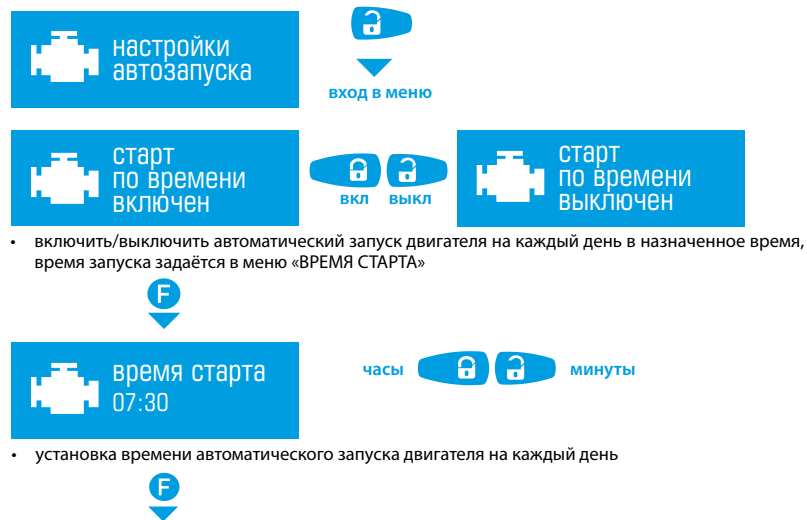 настройки
автозапуска
вход в меню
старт
по времени
включен
вкл выкл
старт
по времени
выключен
• включить/выключить автоматический запуск двигателя на каждый день в назначенное время,
время запуска задаётся в меню «ВРЕМЯ СТАРТА»
F
время старта
07:30
часы
минуты
• установка времени автоматического запуска двигателя на каждый день
F